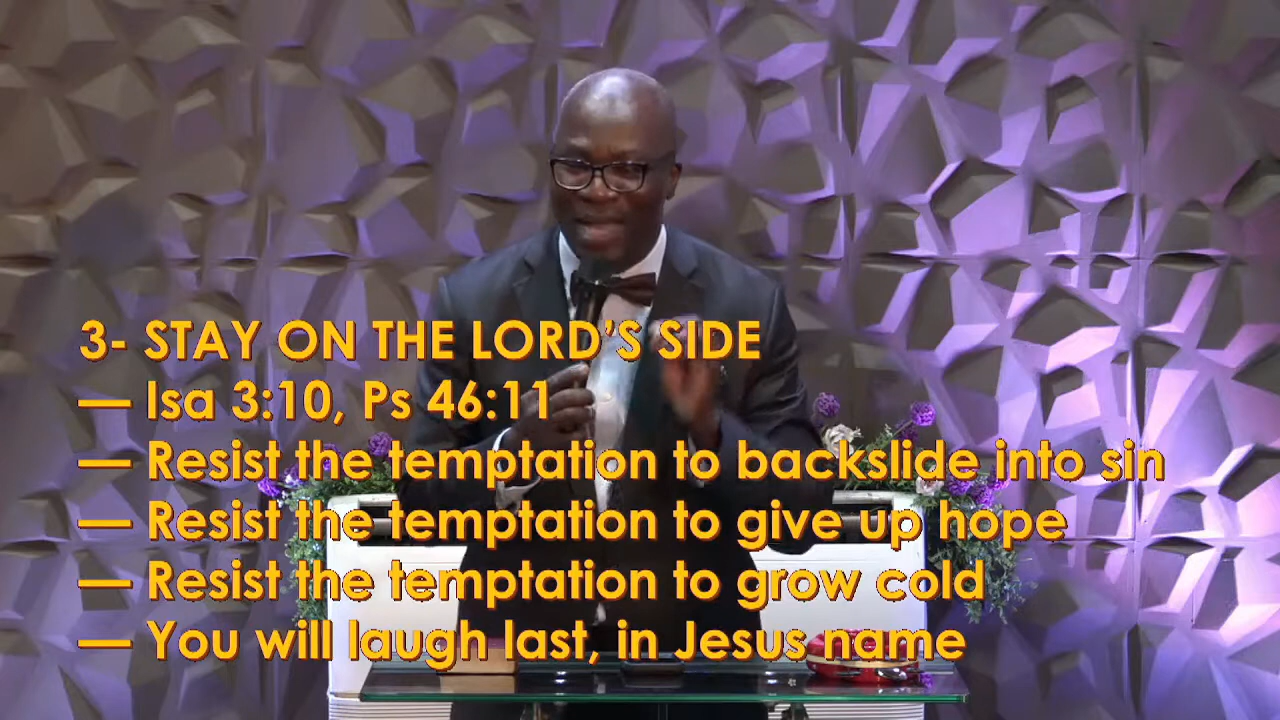 3- STAY ON THE LORD'S SIDE
— Isa 3:10, Ps 46:11
— Resist the temptation to backslide into sin
— Resist the temptation to give up hope
— Resist the temptation to grow cold
— You will laugh last, in Jesus name